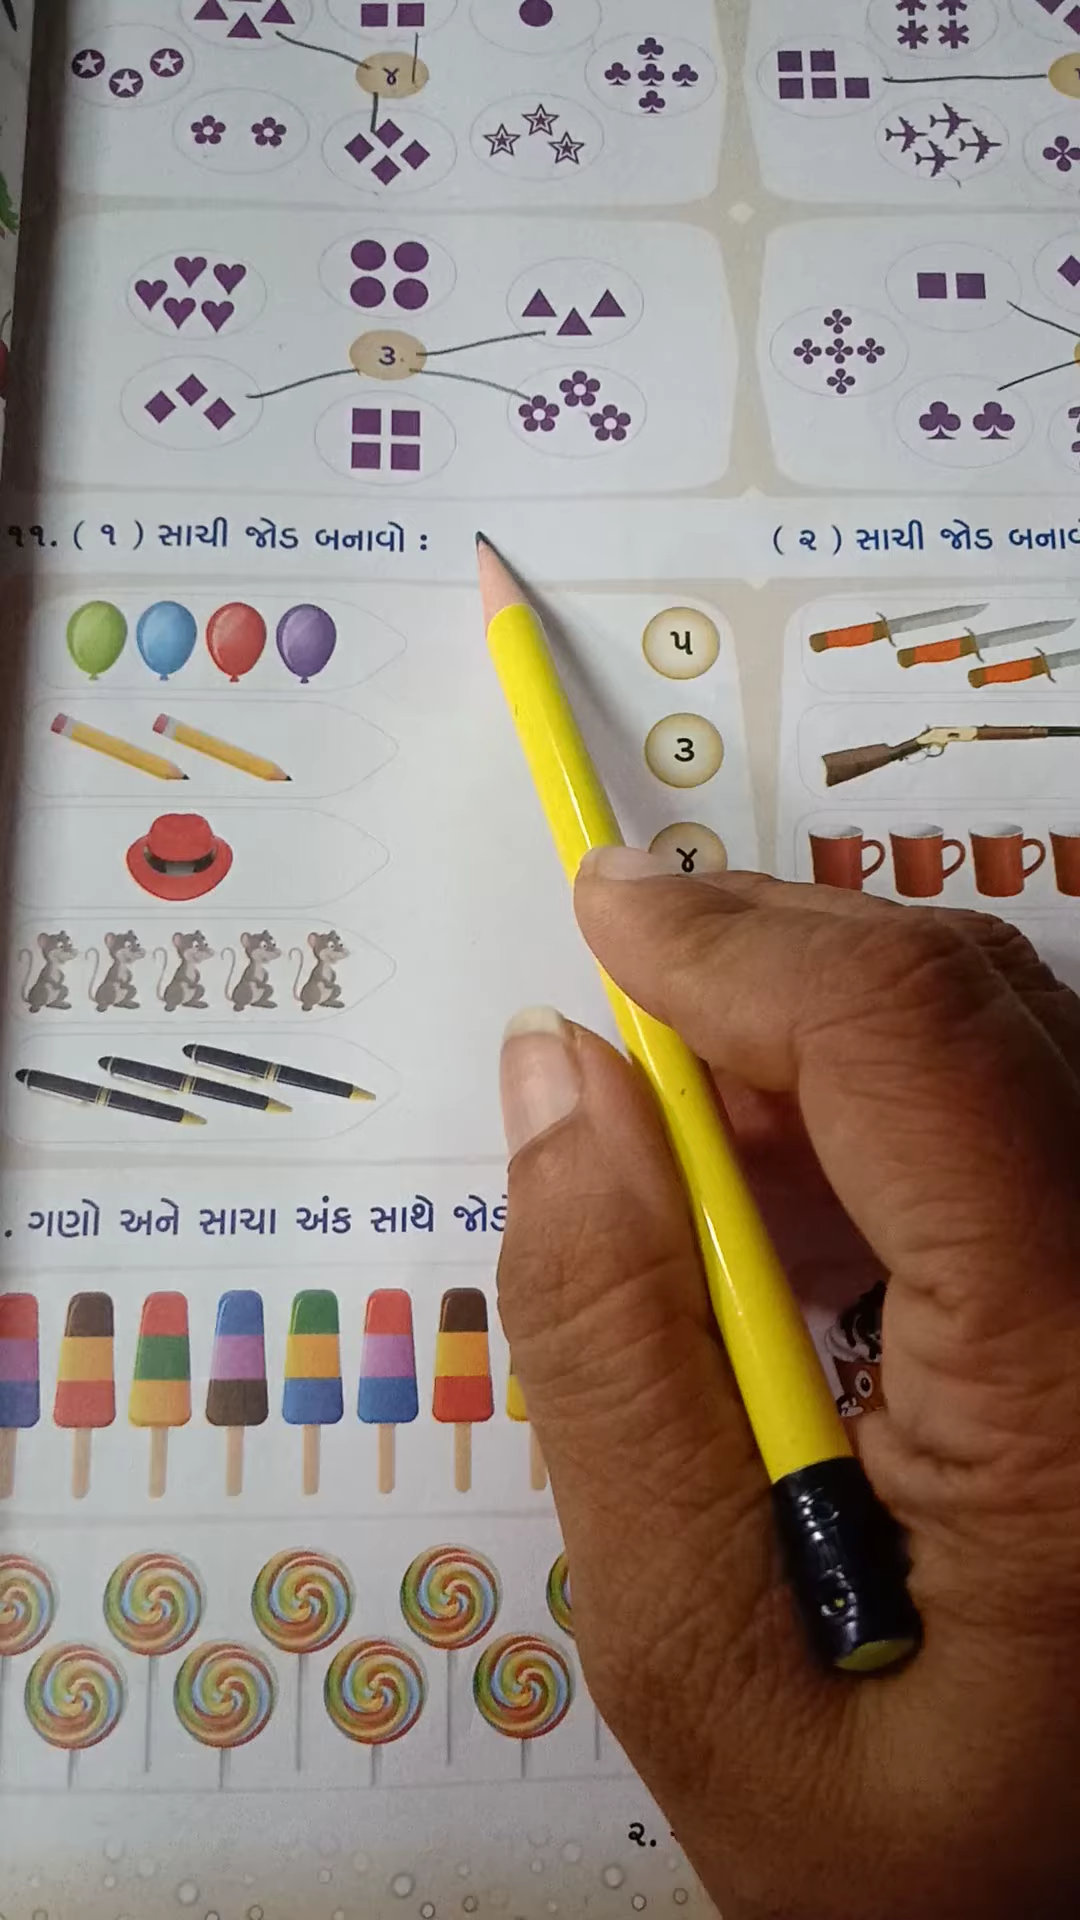 ૪
૩
૧૧. ( ૧ ) સાચી જોડ બનાવો :
( ૨ ) સાચી જોડ
૫
૩
૪
. ગણો અને સાચા અંક સાથે
૨.